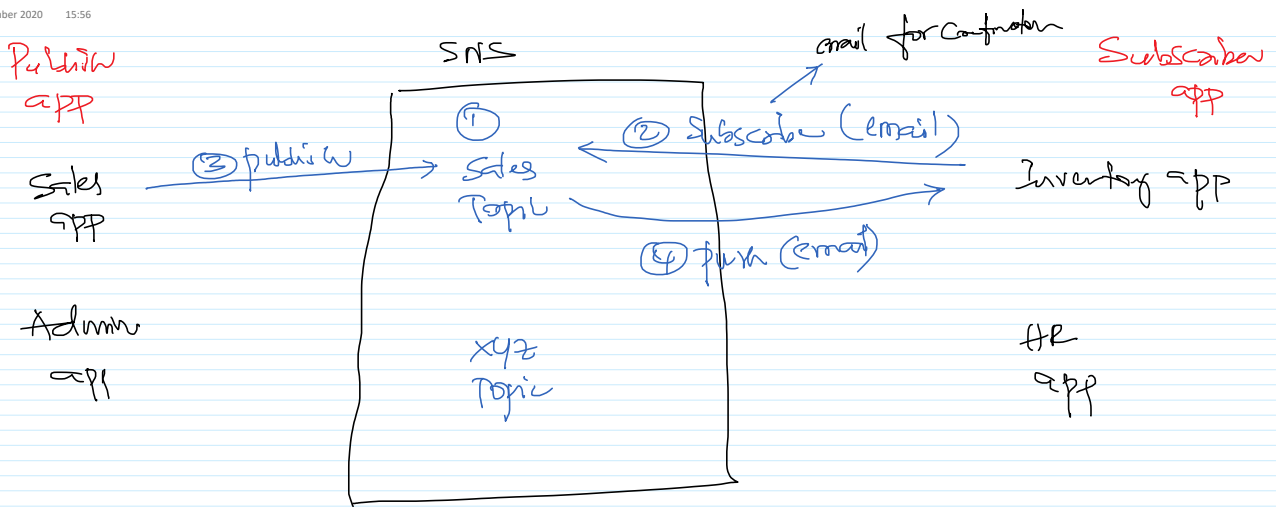 ber 2020 15:56
Publish
app
SNS
email for Confirmation
Subscriber
app
①
② Subscribe (email)
③ publish
Sales
Topic
Sales
app
Inventory app
④ push (email)
Admin
app
xyz
Topic
HR
app